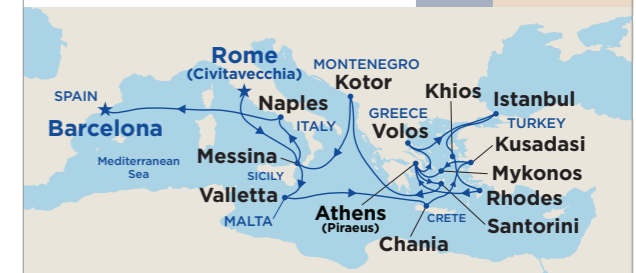 Rome
(Civitavecchia)
MONTENEGRO
Kotor
SPAIN
Barcelona
Naples
ITALY
Khios
Istanbul
GREECE
Volos
TURKEY
Kusadasi
Mediterranean
Sea
Messina
SICILY
Mykonos
Valletta
Rhodes
MALTA
Athens
(Piraeus)
CRETE
Santorini
Chania